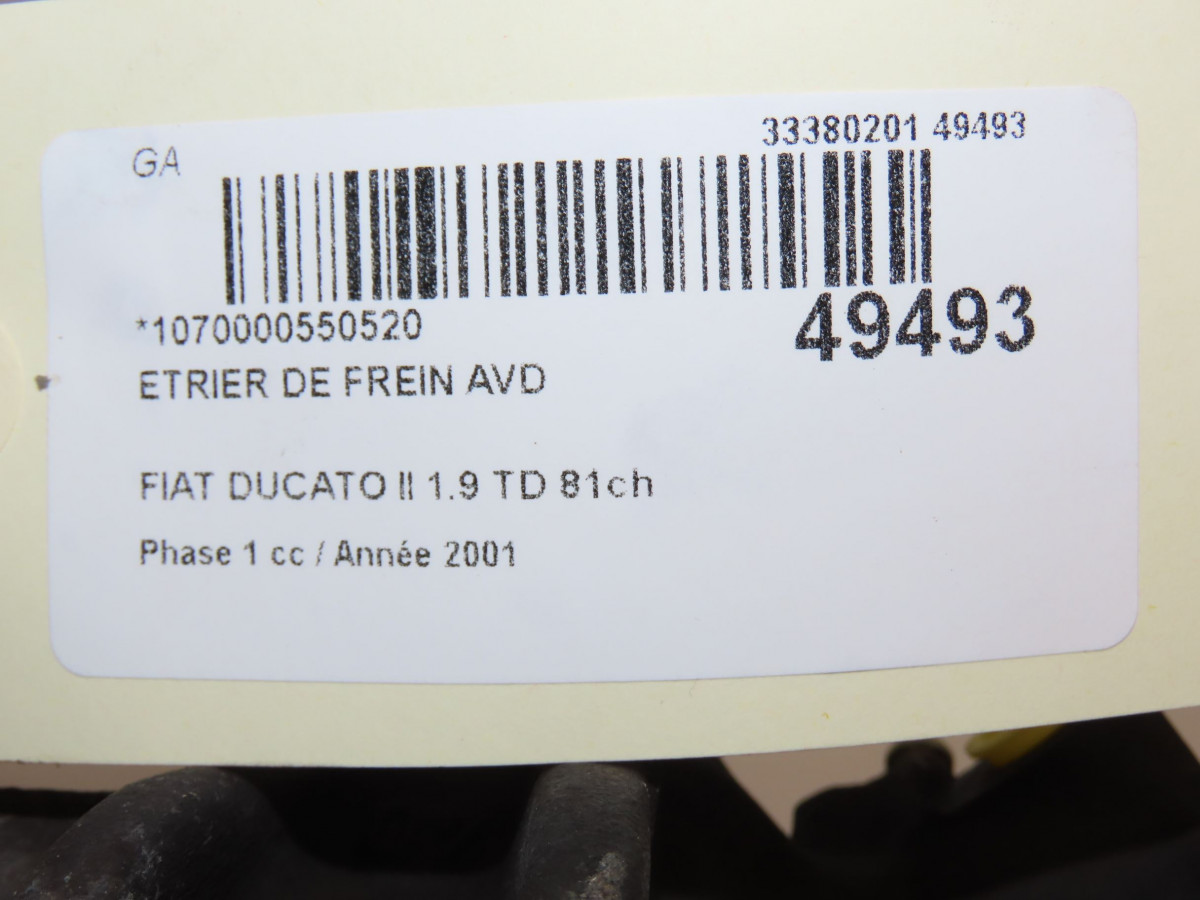 GA
33380201 49493
*1070000550520
49493
ETRIER DE FREIN AVD
FIAT DUCATO II 1.9 TD 81ch
Phase 1 cc / Année 2001